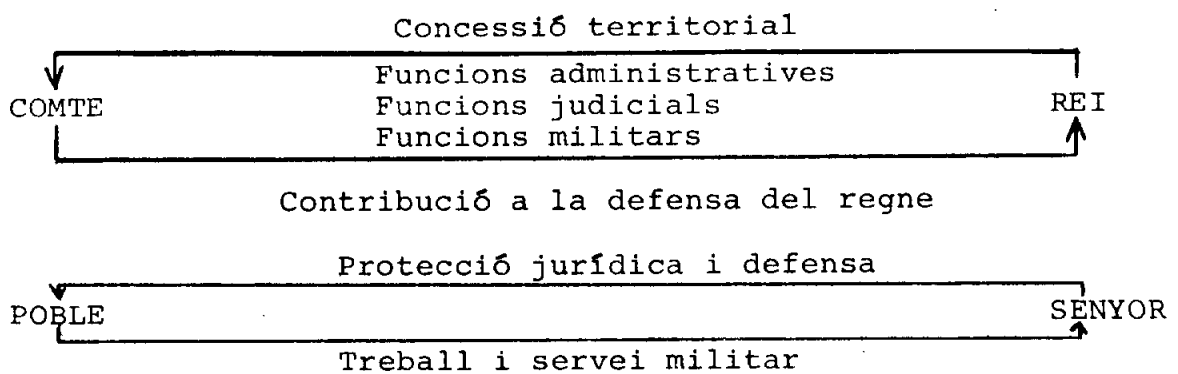 Concessió territorial
Funcions administratives
COMTE Funcions judicials REI
Funcions militars
Contribució a la defensa del regne
Protecció jurídica i defensa
POBLE SENYOR
Treball i servei militar